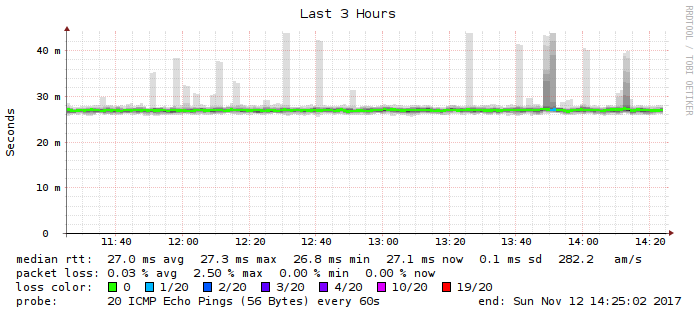 Last 3 Hours
RRDTOOL / TOBI OETIKER
Seconds
40 m
30 m
20 m
10 m
0
11:40 12:00 12:20 12:40 13:00 13:20 13:40 14:00 14:20
median rtt: 27.0 ms avg 27.3 ms max 26.8 ms min 27.1 ms now 0.1 ms sd 282.2 am/s
packet loss: 0.03 % avg 2.50 % max 0.00 % min 0.00 % now
loss color: 0 1/20 2/20 3/20 4/20 10/20 19/20
probe: 20 ICMP Echo Pings (56 Bytes) every 60s end: Sun Nov 12 14:25:02 2017